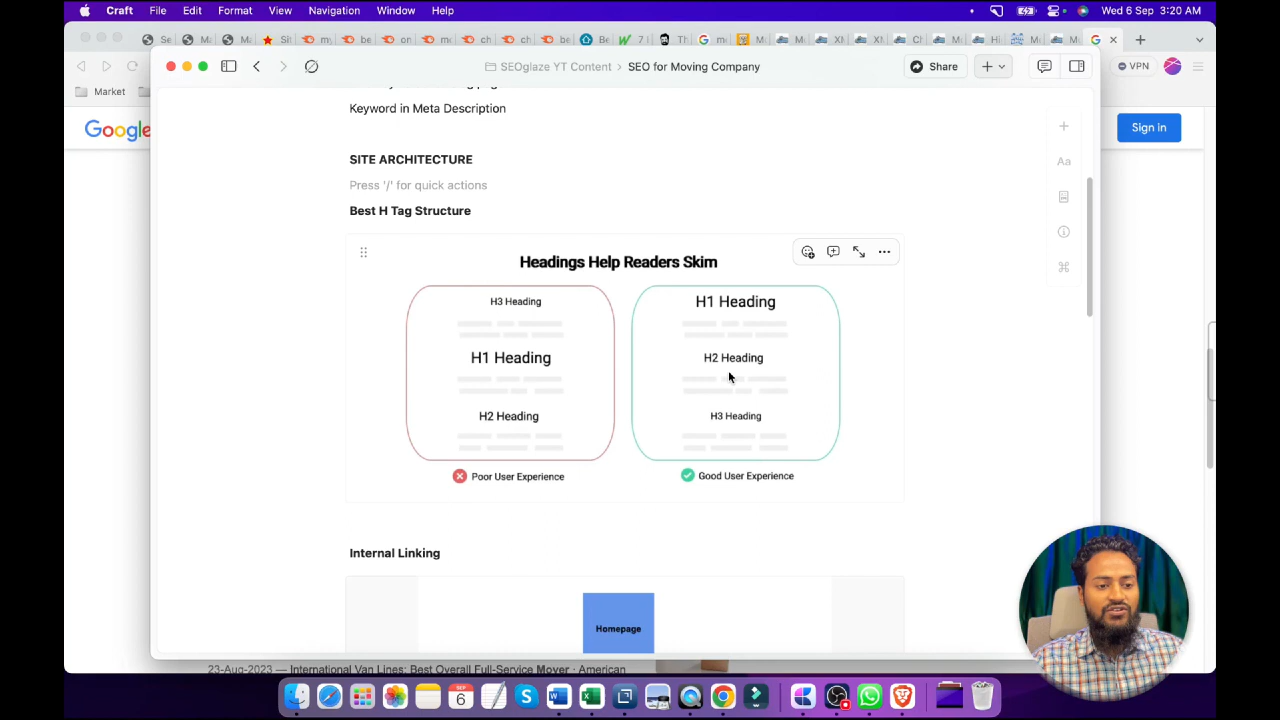 Craft File Edit Format View Navigation Window Help Wed 6 Sep 3:20 AM
VPN
SEOglaze YT Content > SEO for Moving Company
Share
Market
Google
Sign in
Keyword in Meta Description
SITE ARCHITECTURE
Press '/' for quick actions
Best H Tag Structure
Headings Help Readers Skim
H3 Heading
H1 Heading
H2 Heading
Poor User Experience
H1 Heading
H2 Heading
H3 Heading
Good User Experience
Internal Linking
Homepage
23-Aug-2023 — International Van Lines: Best Overall Full-Service Mover · American